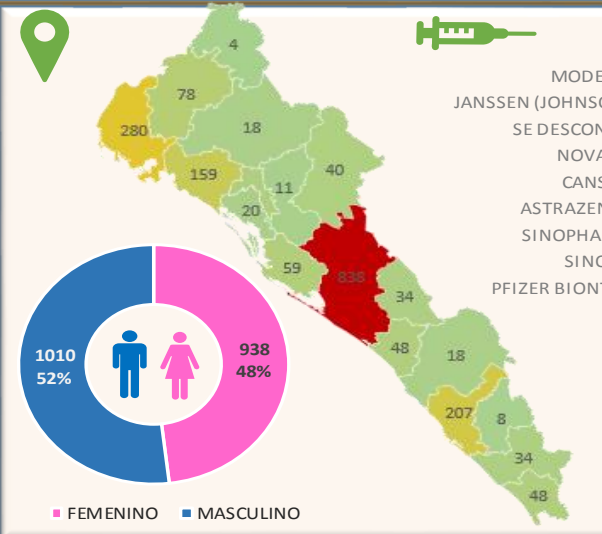 4
78
280
18
159
40
11
20
59
838
34
48
18
207
8
34
48
MODE
JANSSEN (JOHNSO
SE DESCON
NOVA
CANS
ASTRAZEN
SINOPHA
SINO
PFIZER BIONT
1010
52%
938
48%
FEMENINO
MASCULINO